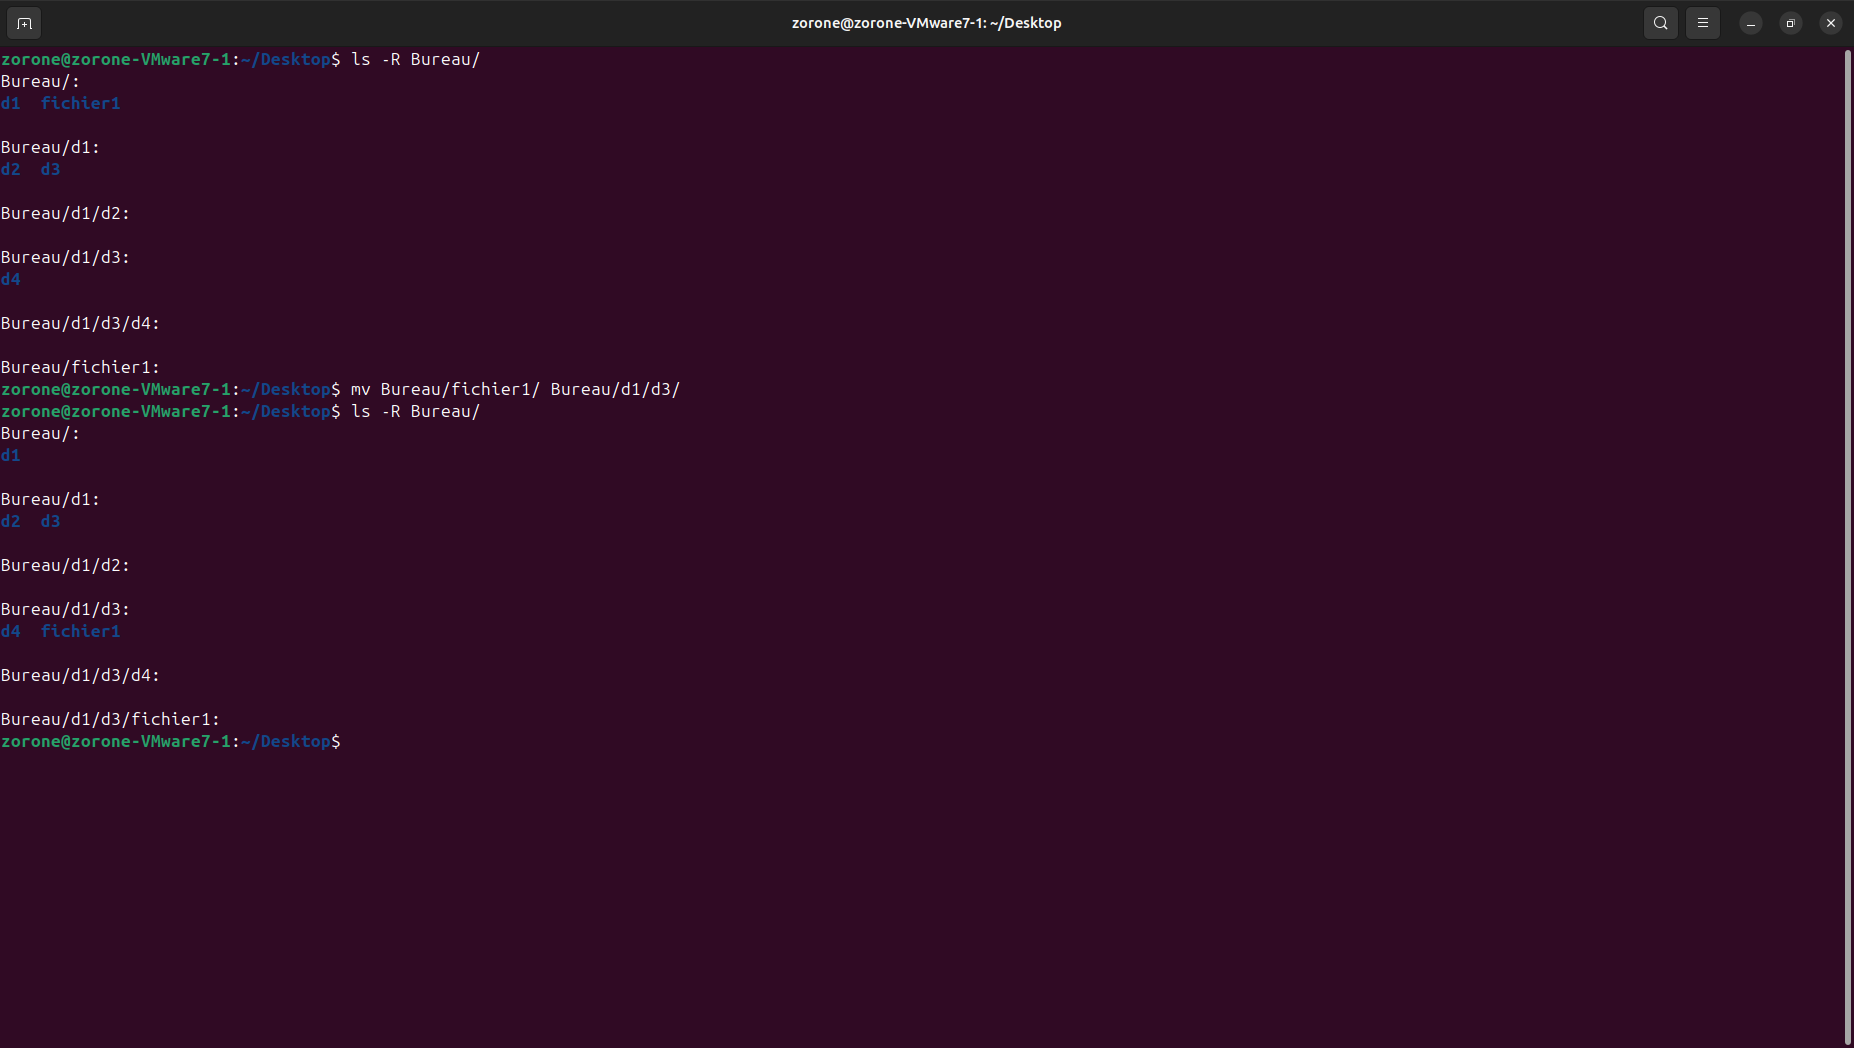 zorone@zorone-VMware7-1: ~/Desktop
zorone@zorone-VMware7-1:~/Desktop$ ls -R Bureau/
Bureau/:
d1  fichier1

Bureau/d1:
d2  d3

Bureau/d1/d2:

Bureau/d1/d3:
d4

Bureau/d1/d3/d4:

Bureau/fichier1:
zorone@zorone-VMware7-1:~/Desktop$ mv Bureau/fichier1/ Bureau/d1/d3/
zorone@zorone-VMware7-1:~/Desktop$ ls -R Bureau/
Bureau/:
d1

Bureau/d1:
d2  d3

Bureau/d1/d2:

Bureau/d1/d3:
d4  fichier1

Bureau/d1/d3/d4:

Bureau/d1/d3/fichier1:
zorone@zorone-VMware7-1:~/Desktop$